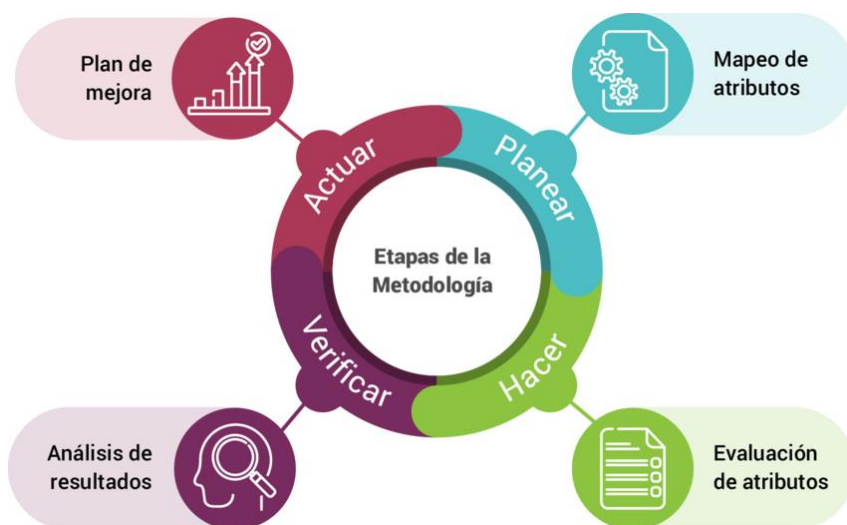 Plan de
mejora
Mapeo de
atributos
Actuar
Planear
Etapas de la
Metodología
Verificar
Hacer
Análisis de
resultados
Evaluación
de atributos